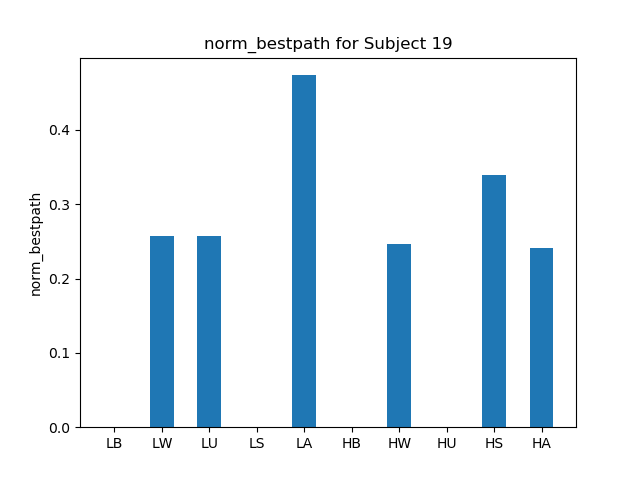 norm_bestpath for Subject 19
norm_bestpath
0.4
0.3
0.2
0.1
0.0
LB LW LU LS LA HB HW HU HS HA